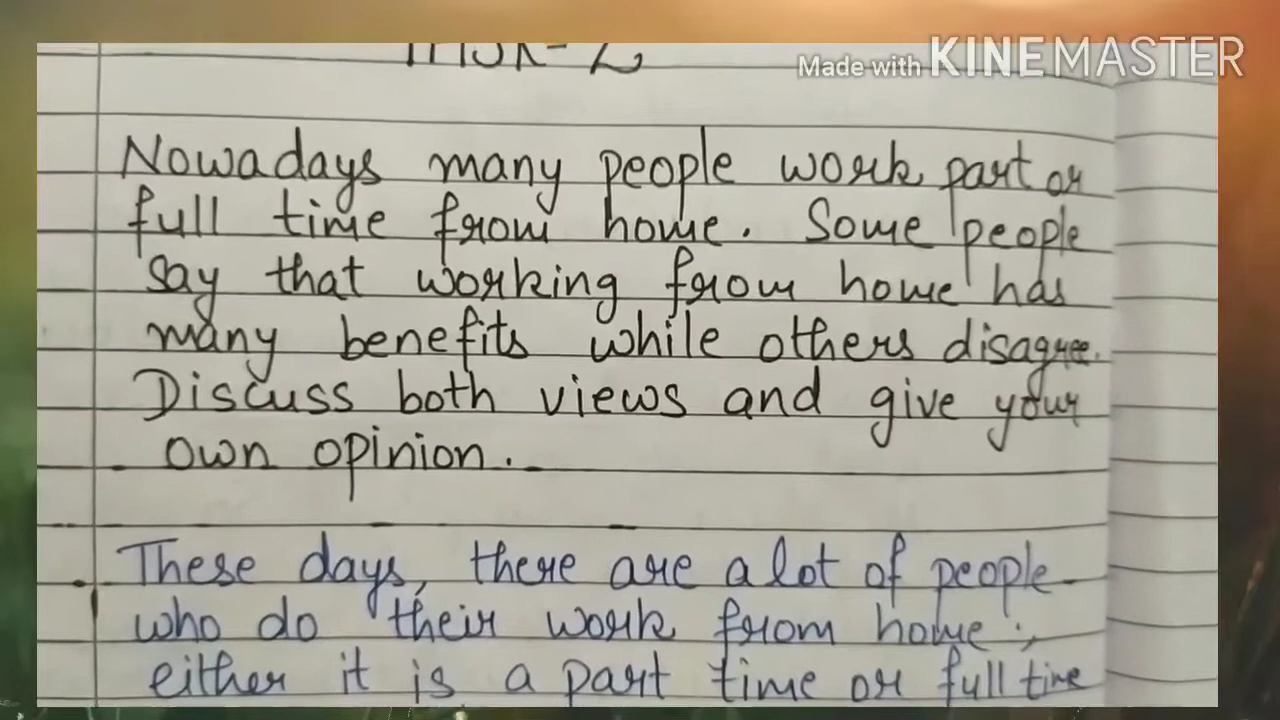 Made with KINEMASTER
Task-2
Nowadays many people work part or
full time from home. Some people
say that working from home has
many benefits while others disagree.
Discuss both views and give your
own opinion.
These days, there are a lot of people
who do their work from home;
either it is a part time or full time